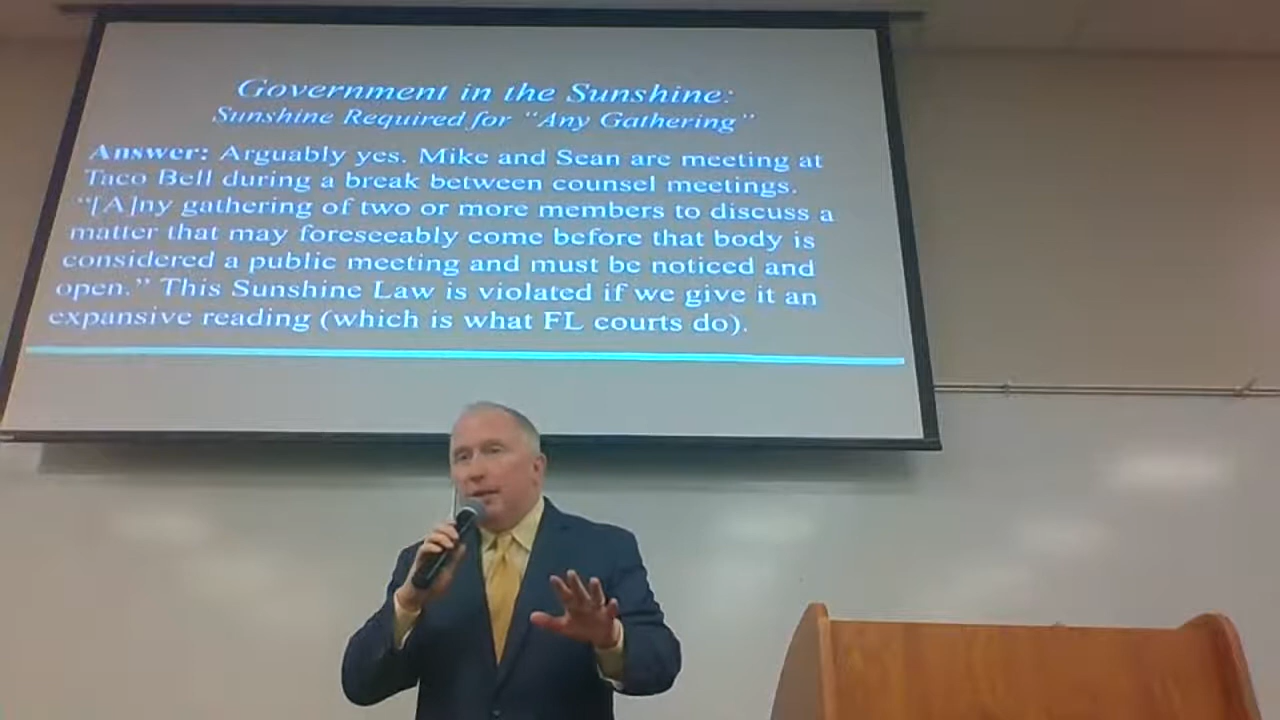 Government in the Sunshine:
Sunshine Required for “Any Gathering”
Answer: Arguably yes. Mike and Sean are meeting at
Taco Bell during a break between counsel meetings.
“[A]ny gathering of two or more members to discuss a
matter that may foreseeably come before that body is
considered a public meeting and must be noticed and
open.” This Sunshine Law is violated if we give it an
expansive reading (which is what FL courts do).